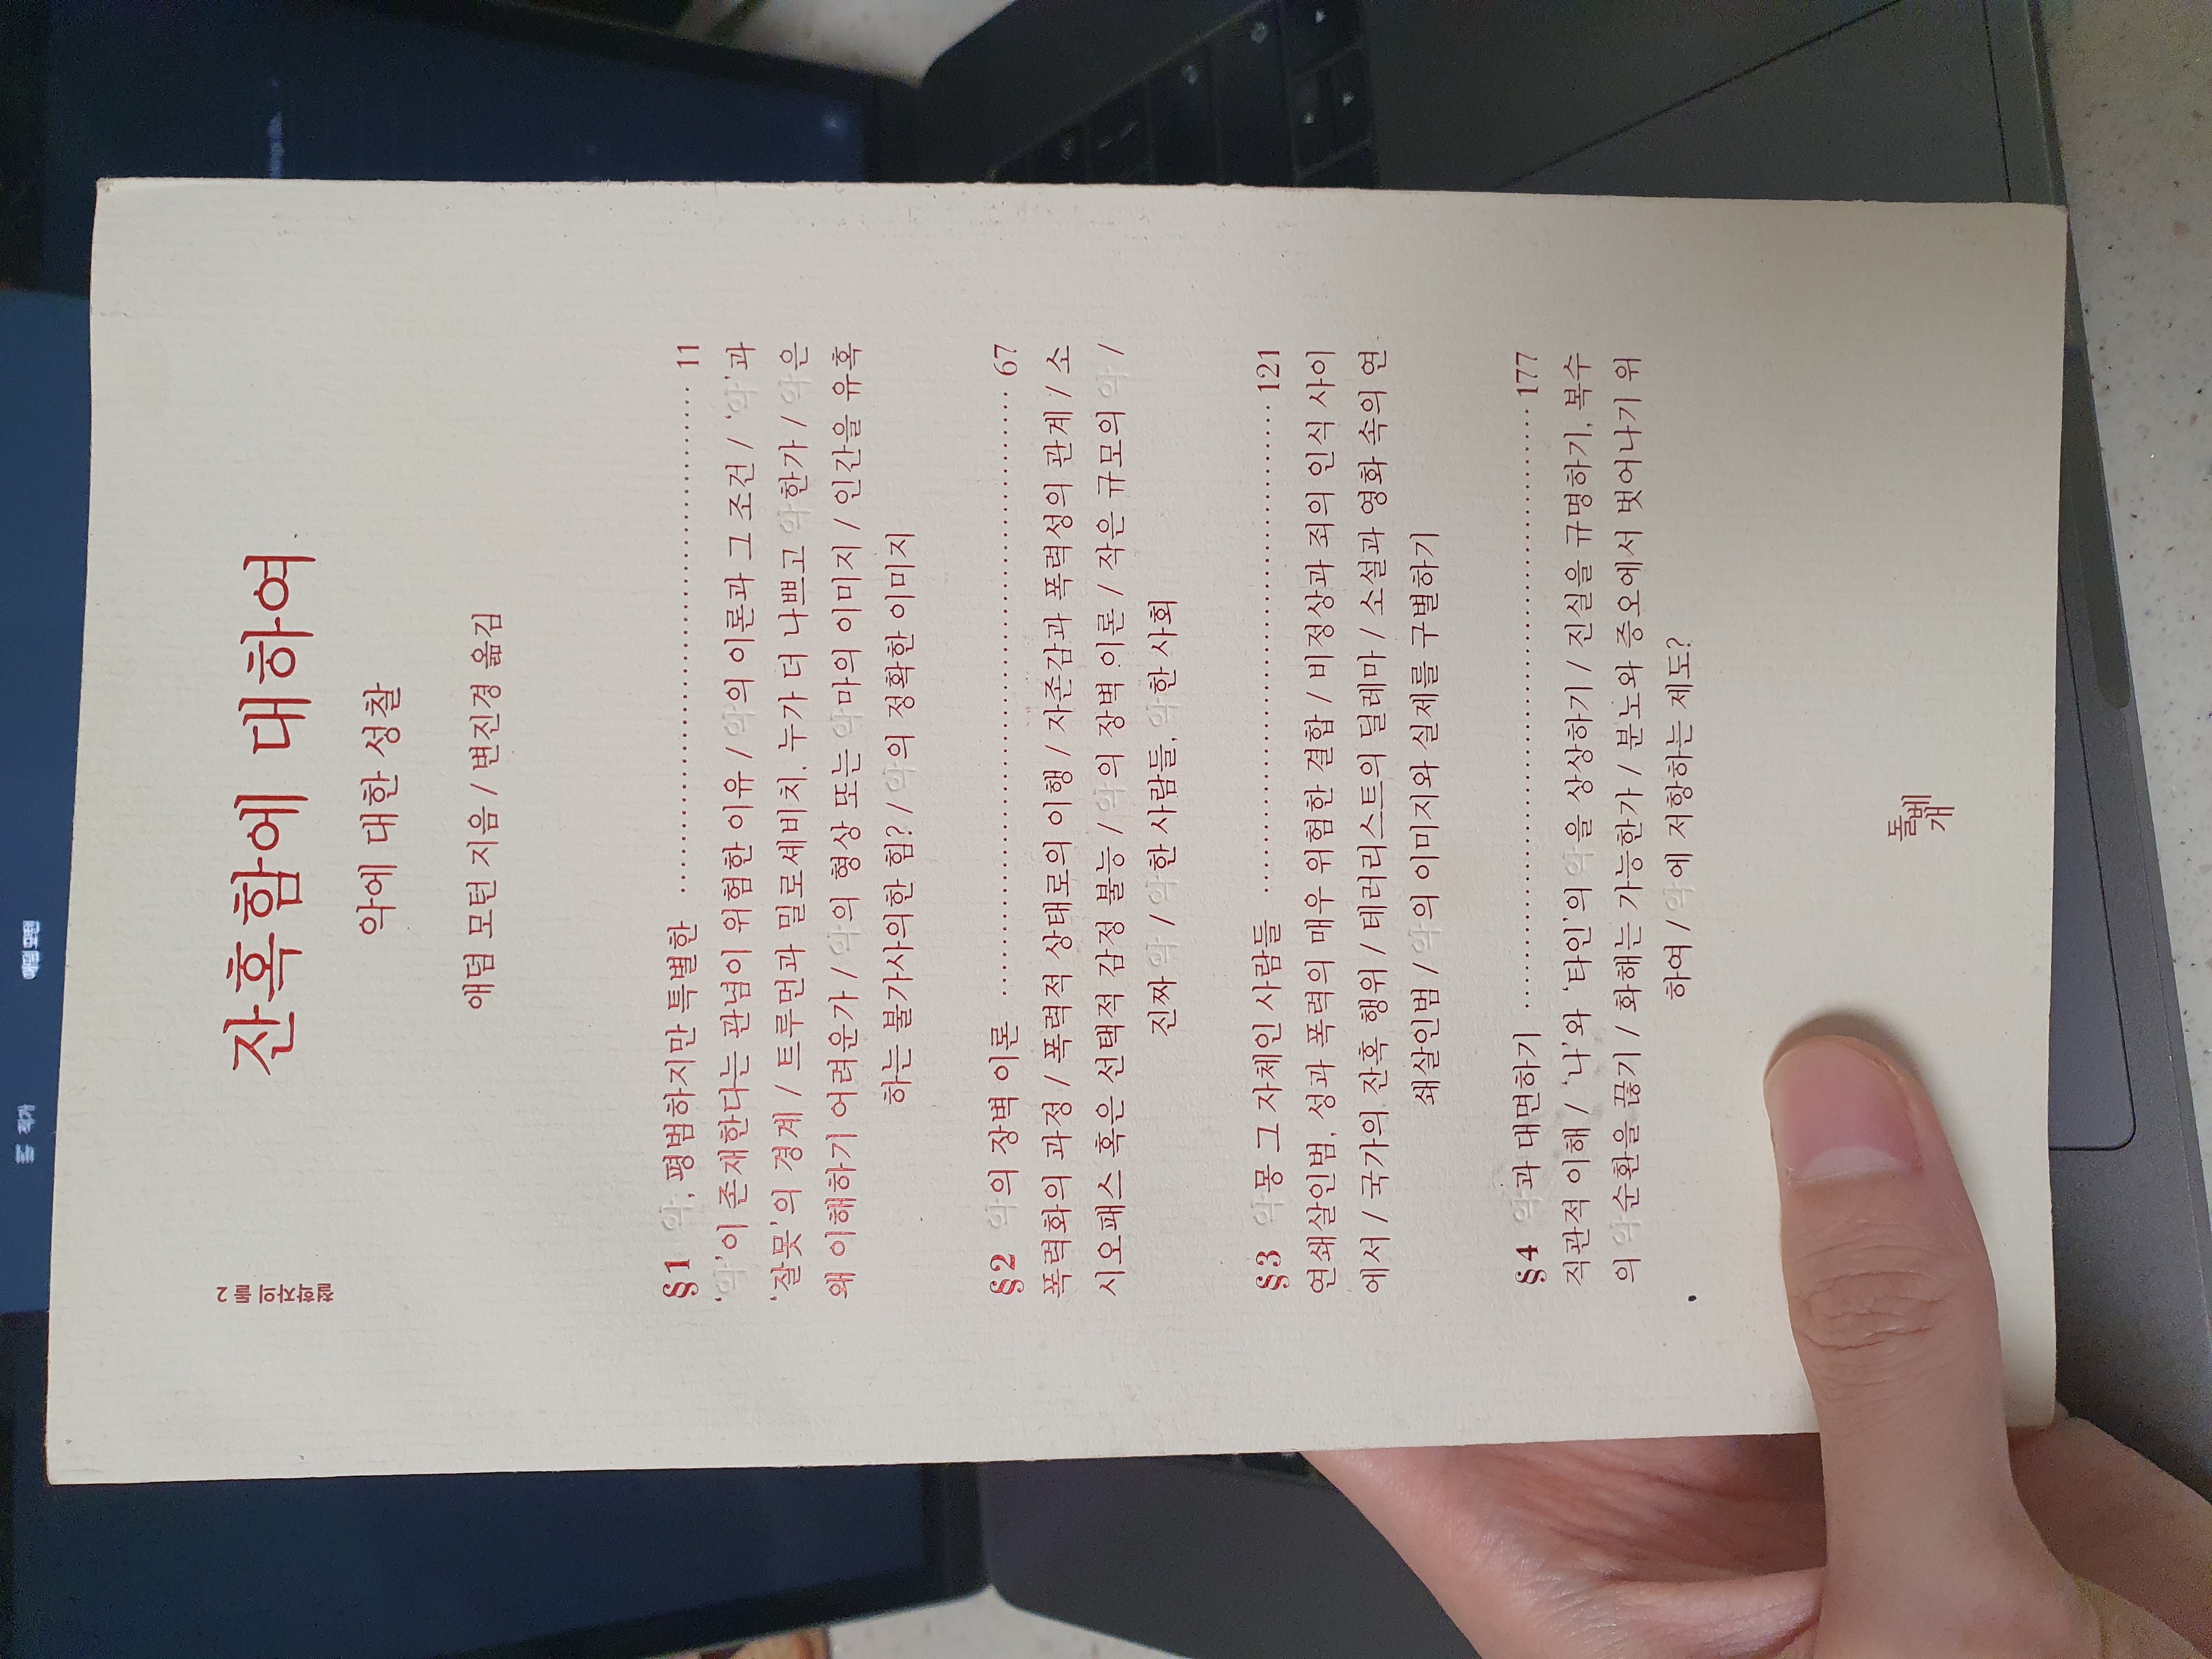 작가 애덤 모턴
철학자의 돌 2
잔혹함에 대하여
악에 대한 성찰
애덤 모턴 지음 / 변진경 옮김
§1 악, 평범하지만 특별한 11
‘악’이 존재한다는 관념이 위험한 이유 / 악의 이론과 그 조건 / ‘악’과
‘잘못’의 경계 / 트루먼과 밀로셰비치, 누가 더 나쁘고 악한가 / 악은
왜 이해하기 어려운가 / 악의 형상 또는 악마의 이미지 / 인간을 유혹
하는 불가사의한 힘? / 악의 정확한 이미지
§2 악의 장벽 이론 67
폭력화의 과정 / 폭력적 상태로의 이행 / 자존감과 폭력성의 관계 / 소
시오패스 혹은 선택적 감정 불능 / 악의 장벽 이론 / 작은 규모의 악 /
진짜 악 / 악한 사람들, 악한 사회
§3 악몽 그 자체인 사람들 121
연쇄살인범, 성과 폭력의 매우 위험한 결합 / 비정상과 죄의 인식 사이
에서 / 국가의 잔혹 행위 / 테러리스트의 딜레마 / 소설과 영화 속의 연
쇄살인범 / 악의 이미지와 실제를 구별하기
§4 악과 대면하기 177
직관적 이해 / ‘나’와 ‘타인’의 악을 상상하기 / 진실을 규명하기, 복수
의 악순환을 끊기 / 화해는 가능한가 / 분노와 증오에서 벗어나기 위
하여 / 악에 저항하는 제도?
돌베개